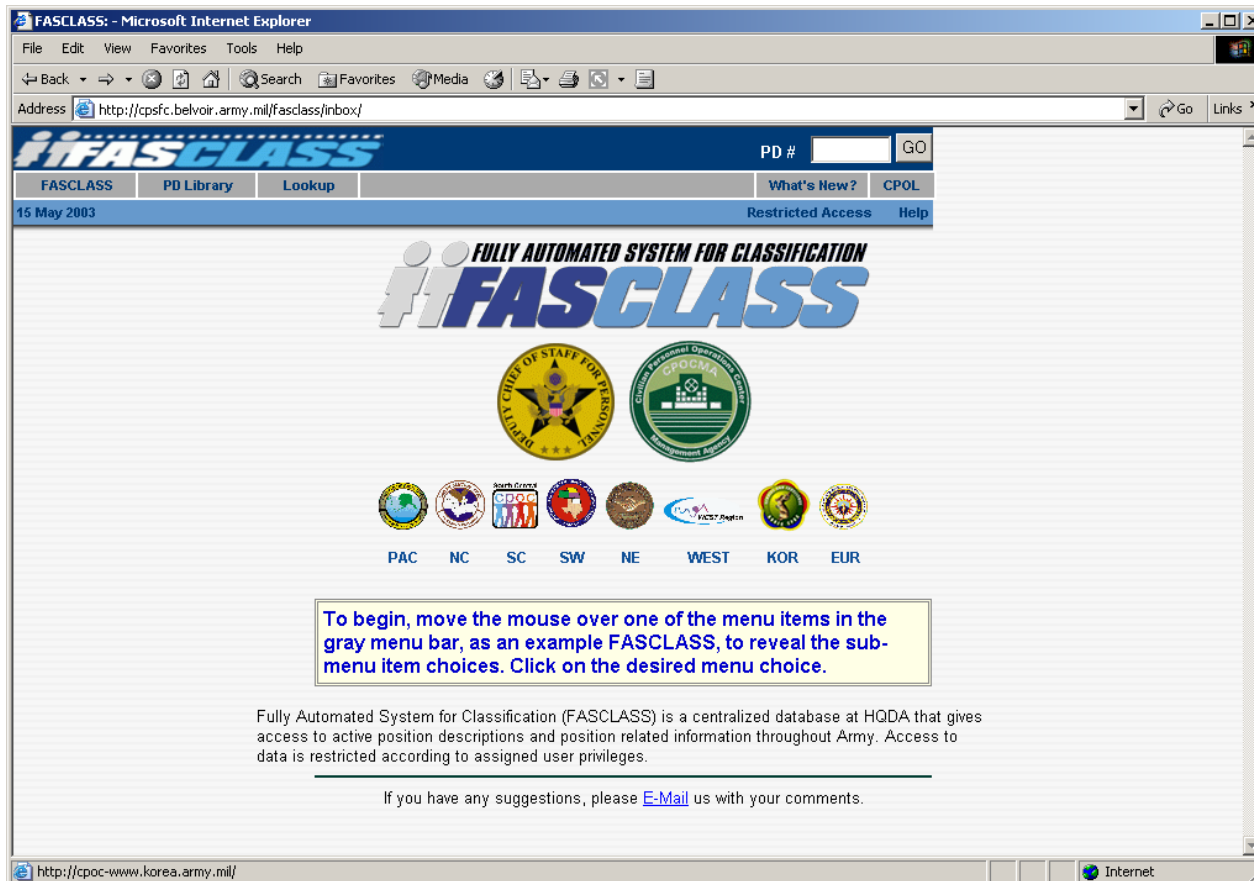 FASCLASS: - Microsoft Internet Explorer
File Edit View Favorites Tools Help
Back Search Favorites Media
Address http://cpsfc.belvoir.army.mil/fasclass/inbox/ Go Links
FASCLASS PD # GO
FASCLASS PD Library Lookup What's New? CPOL
15 May 2003 Restricted Access Help
FULLY AUTOMATED SYSTEM FOR CLASSIFICATION
FASCLASS
DEPUTY CHIEF OF STAFF FOR PERSONNEL
Civilian Personnel Operations Center
CPOCMA
Management Agency
South Central
cpoc
WEST Region
PAC NC SC SW NE WEST KOR EUR
To begin, move the mouse over one of the menu items in the
gray menu bar, as an example FASCLASS, to reveal the sub-
menu item choices. Click on the desired menu choice.
Fully Automated System for Classification (FASCLASS) is a centralized database at HQDA that gives
access to active position descriptions and position related information throughout Army. Access to
data is restricted according to assigned user privileges.
If you have any suggestions, please E-Mail us with your comments.
http://cpoc-www.korea.army.mil/ Internet